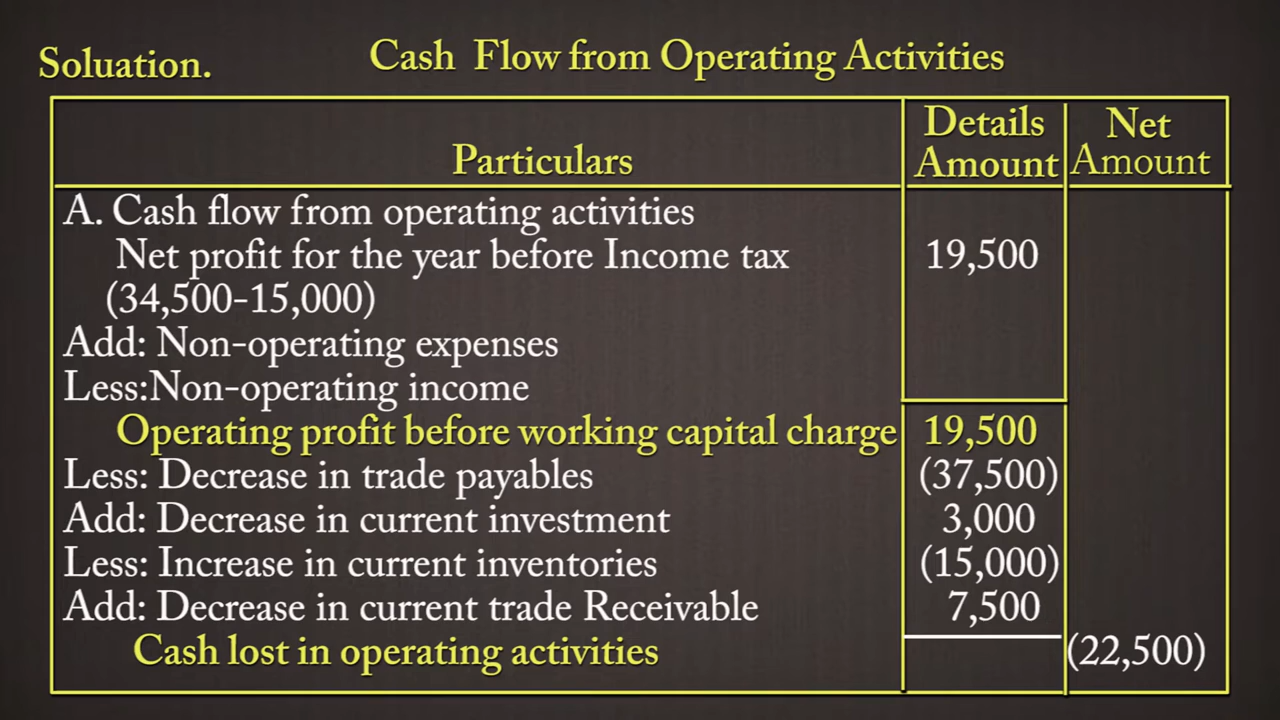 Soluation.
Cash Flow from Operating Activities
Particulars
Details Amount
Net Amount
A. Cash flow from operating activities
Net profit for the year before Income tax 19,500
(34,500-15,000)
Add: Non-operating expenses
Less:Non-operating income
Operating profit before working capital charge 19,500
Less: Decrease in trade payables (37,500)
Add: Decrease in current investment 3,000
Less: Increase in current inventories (15,000)
Add: Decrease in current trade Receivable 7,500
Cash lost in operating activities (22,500)